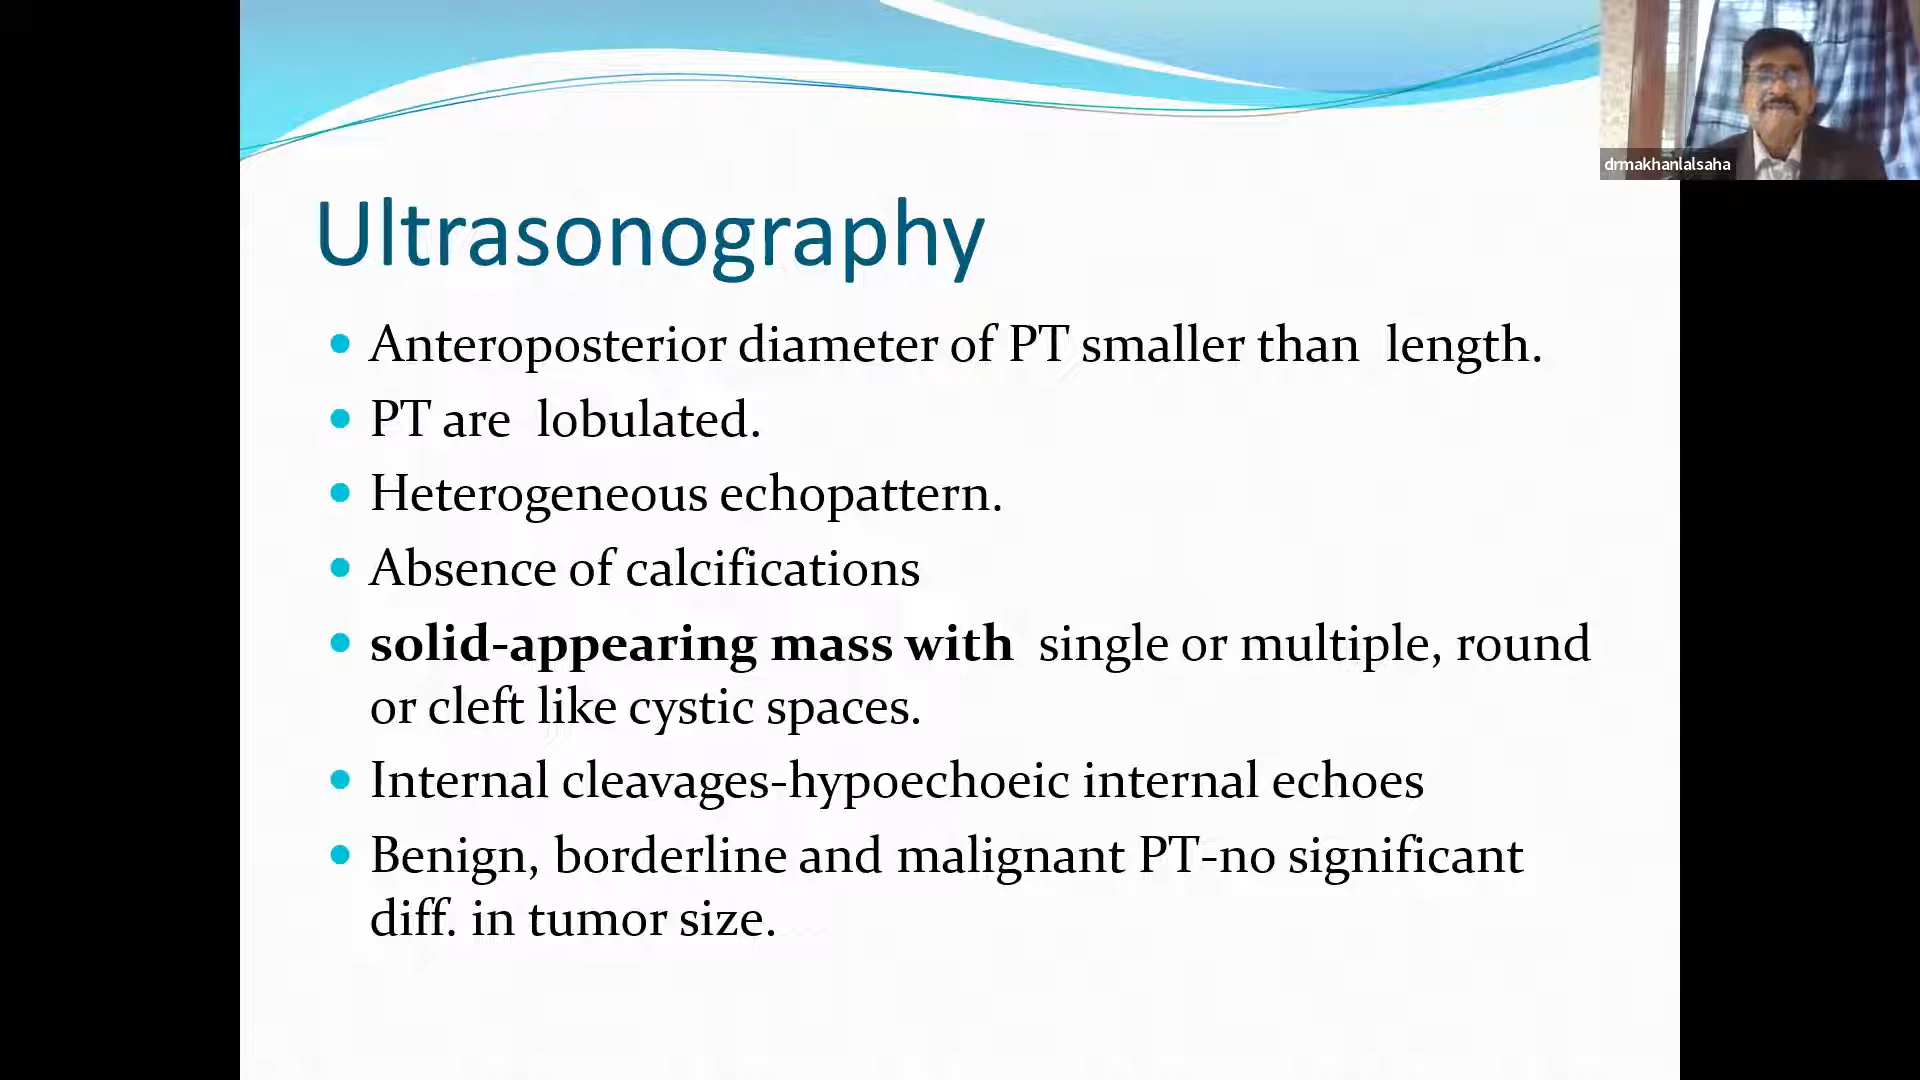 drmakhanlalsaha
Ultrasonography
• Anteroposterior diameter of PT smaller than length.
• PT are lobulated.
• Heterogeneous echopattern.
• Absence of calcifications
• solid-appearing mass with single or multiple, round
or cleft like cystic spaces.
• Internal cleavages-hypoechoeic internal echoes
• Benign, borderline and malignant PT-no significant
diff. in tumor size.